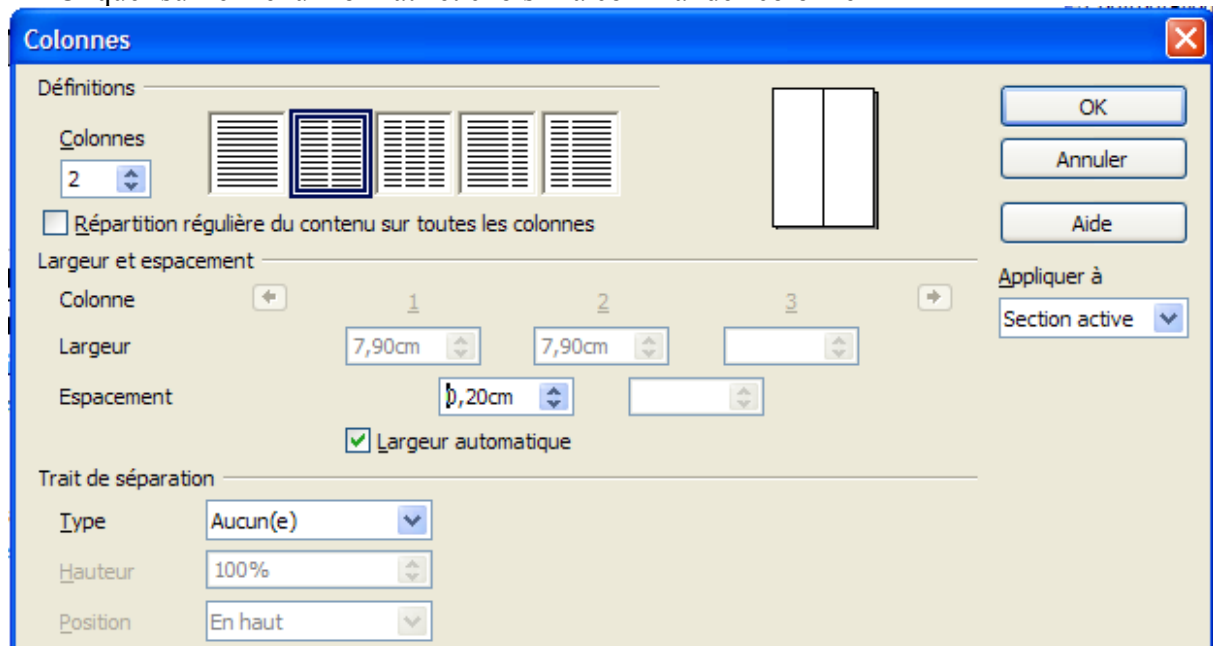 Colonnes
Définitions
Colonnes
2
Répartition régulière du contenu sur toutes les colonnes
OK
Annuler
Aide
Appliquer à
Section active
Largeur et espacement
Colonne 1 2 3
Largeur 7,90cm 7,90cm
Espacement 0,20cm
Largeur automatique
Trait de séparation
Type Aucun(e)
Hauteur 100%
Position En haut